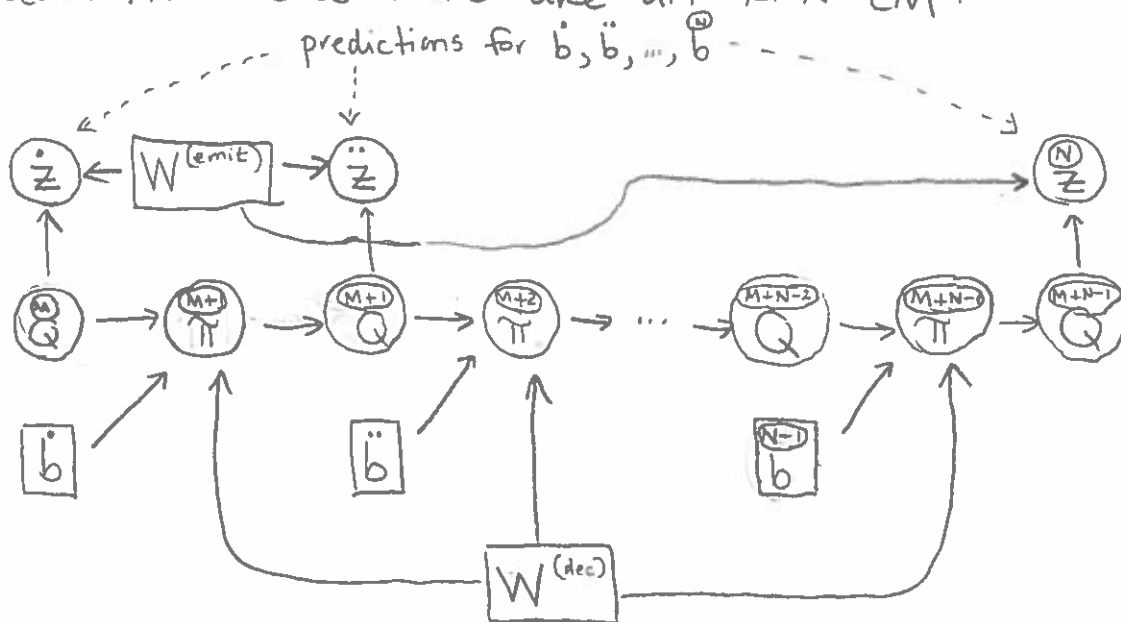 predictions for ḃ, b̈, ..., b Ⓝ
ż W^(emit) z̈ Ⓝ z
Ⓜ Q (M+1) π (M+1) Q (M+2) π ... (M+N-2) Q (M+N-1) π (M+N-1) Q
ḃ b̈ (N-1) b
W^(dec)